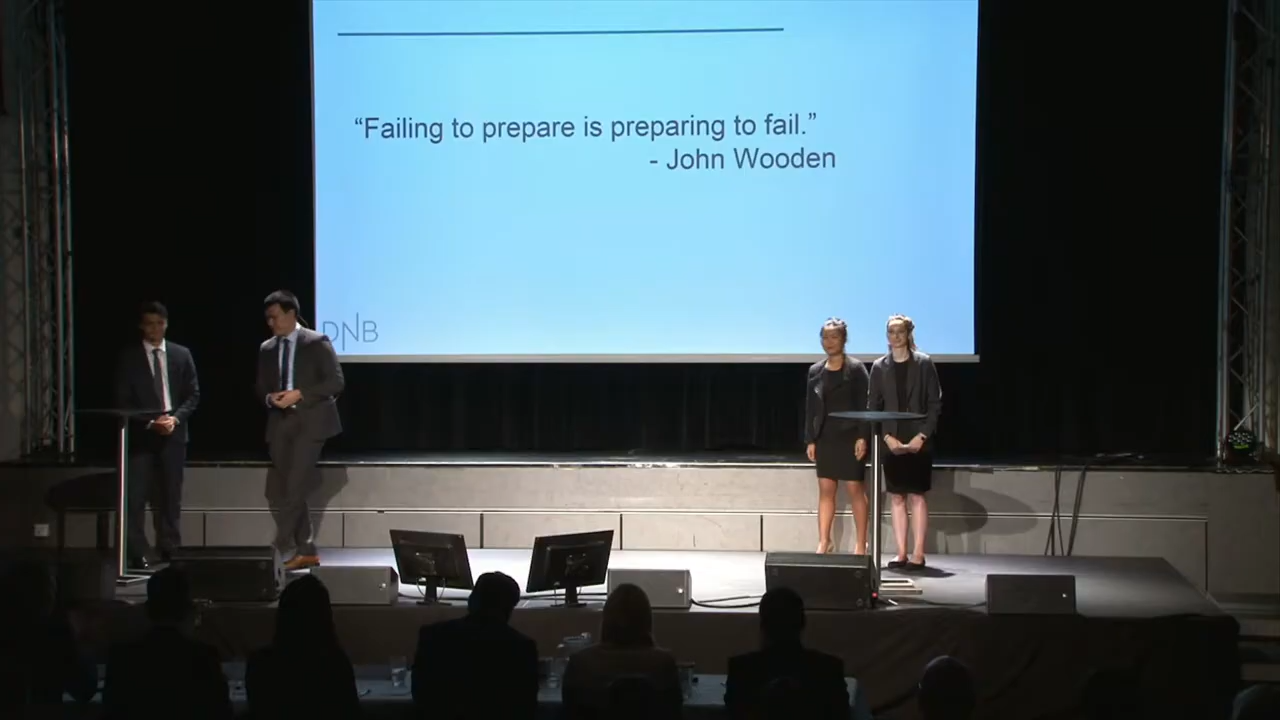 “Failing to prepare is preparing to fail.”
- John Wooden
DNB